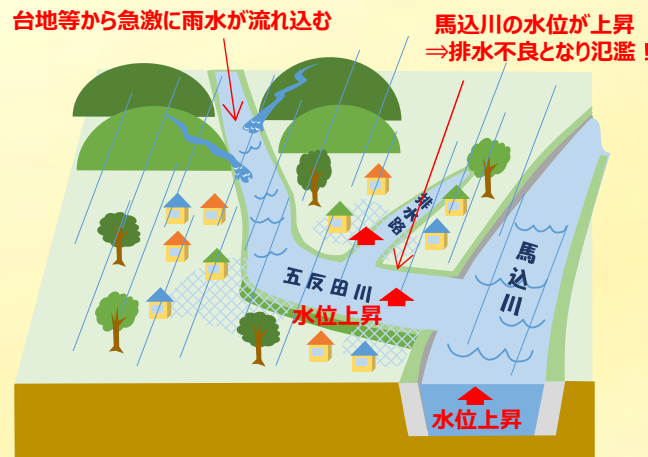 台地等から急激に雨水が流れ込む
馬込川の水位が上昇
⇒排水不良となり氾濫！
排水路
馬込川
五反田川
水位上昇
水位上昇